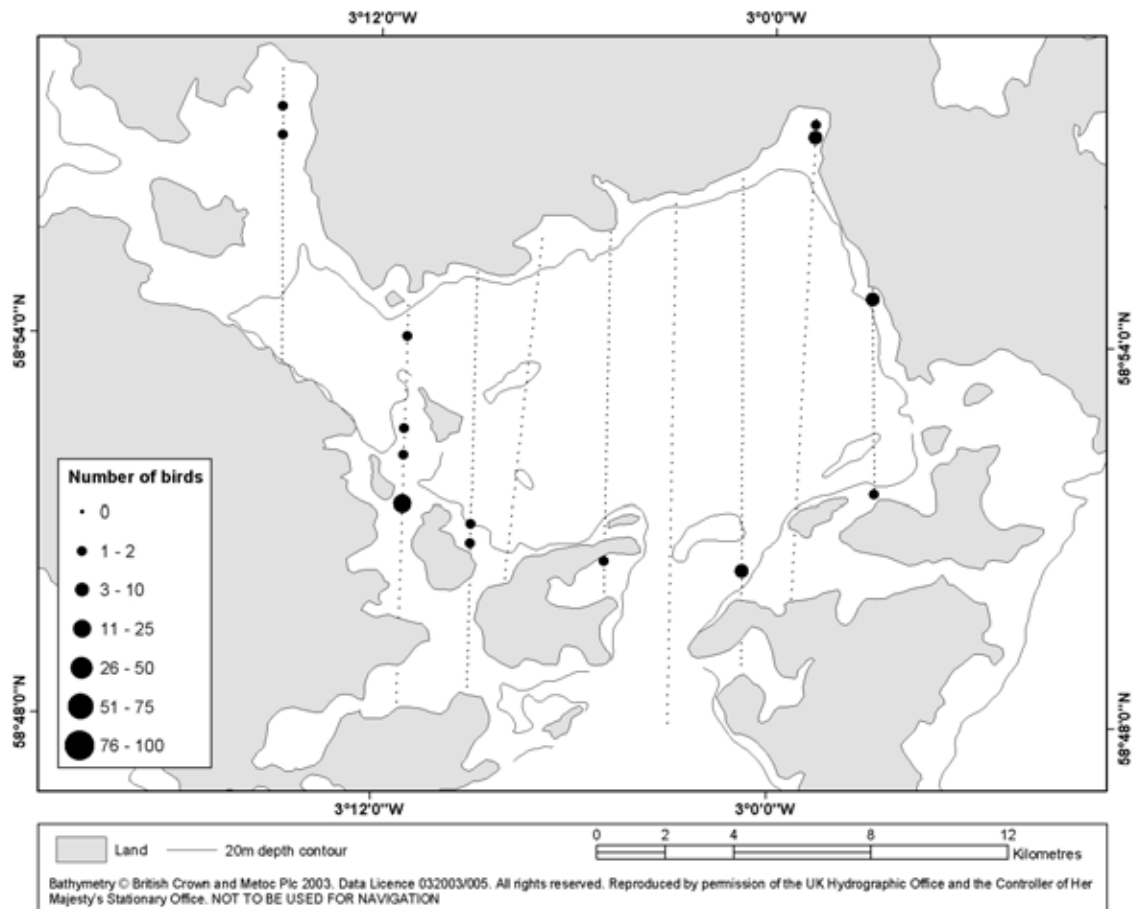 3°12'0"W
3°0'0"W
58°54'0"N
58°54'0"N
Number of birds
0
1 - 2
3 - 10
11 - 25
26 - 50
51 - 75
76 - 100
58°48'0"N
58°48'0"N
3°12'0"W
3°0'0"W
Land
20m depth contour
0 2 4 8 12
Kilometres
Bathymetry © British Crown and Metoc Plc 2003. Data Licence 032003/005. All rights reserved. Reproduced by permission of the UK Hydrographic Office and the Controller of Her
Majesty's Stationary Office. NOT TO BE USED FOR NAVIGATION